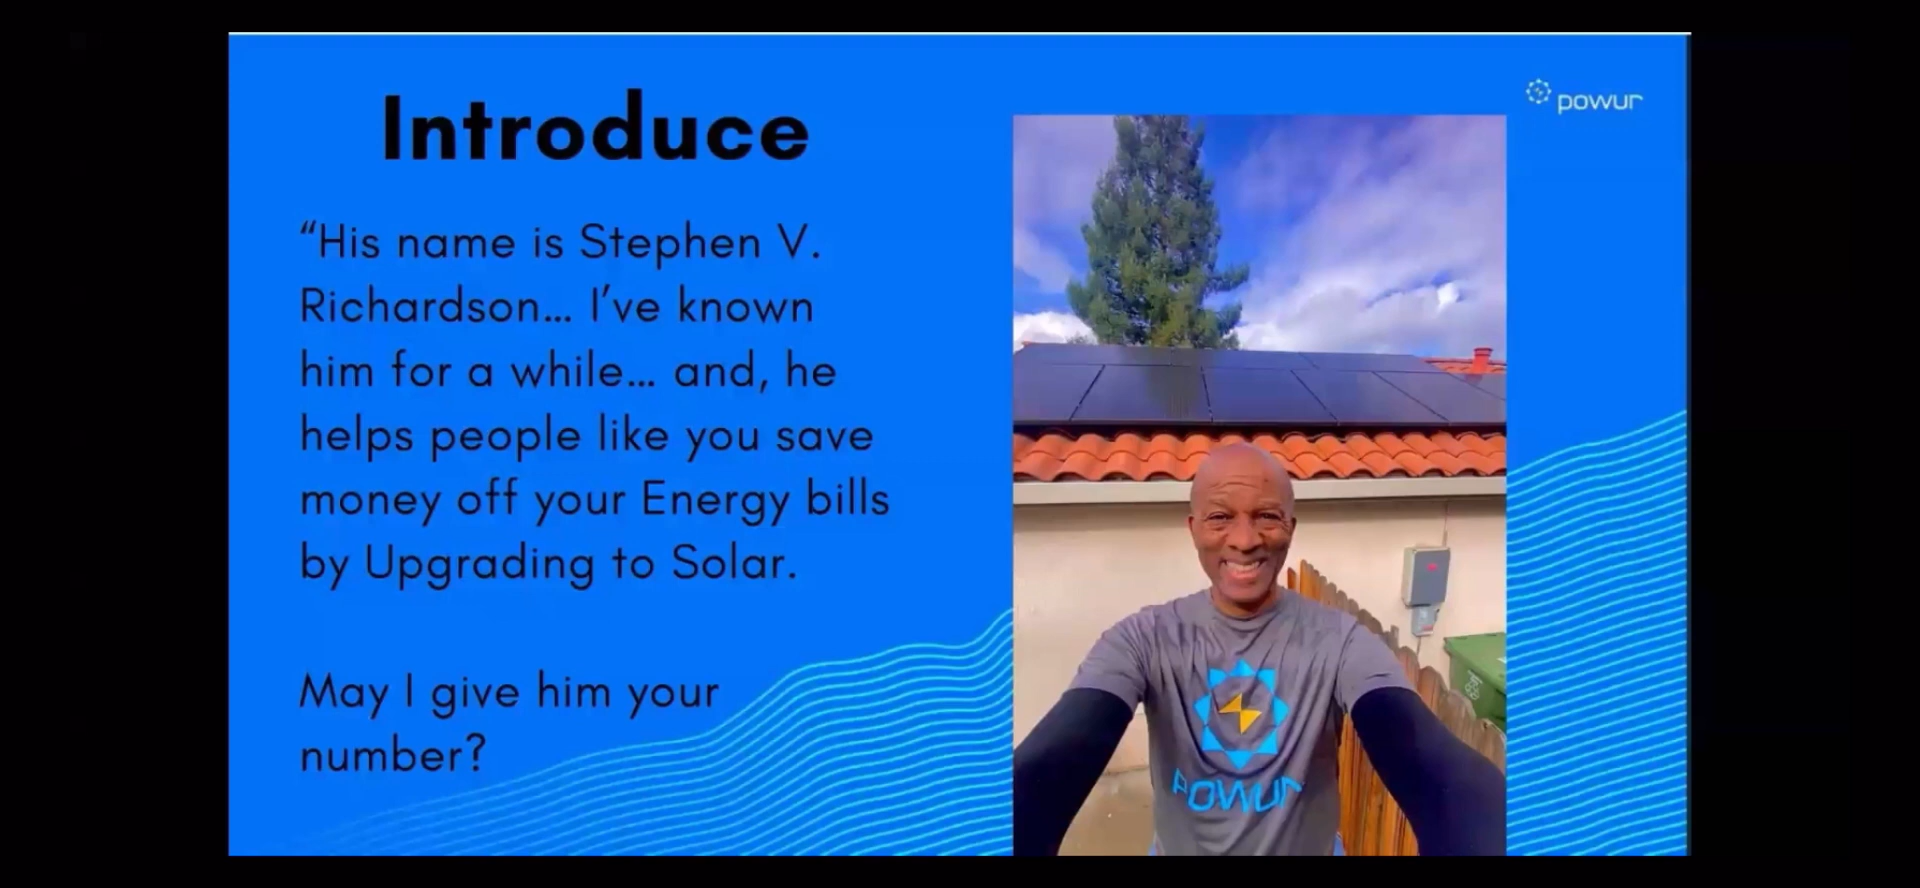 Introduce
powur
“His name is Stephen V.
Richardson... I’ve known
him for a while... and, he
helps people like you save
money off your Energy bills
by Upgrading to Solar.
May I give him your
number?
POWUr